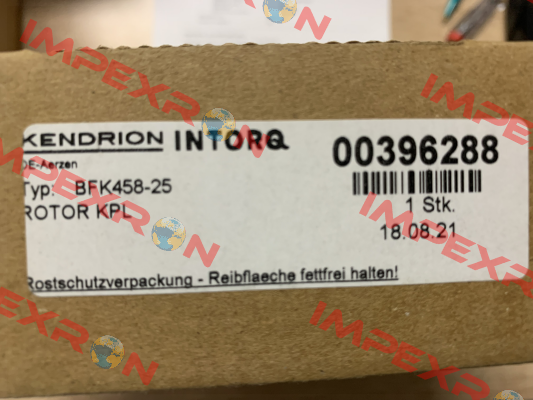 KENDRION INTORQ
DE-Aerzen
Typ: BFK458-25
ROTOR KPL
00396288
1 Stk.
18.08.21
Rostschutzverpackung - Reibflaeche fettfrei halten!
IMPEXRON
IMPEXRON
IMPEXRON
IMPEXRON
IMPEXRON